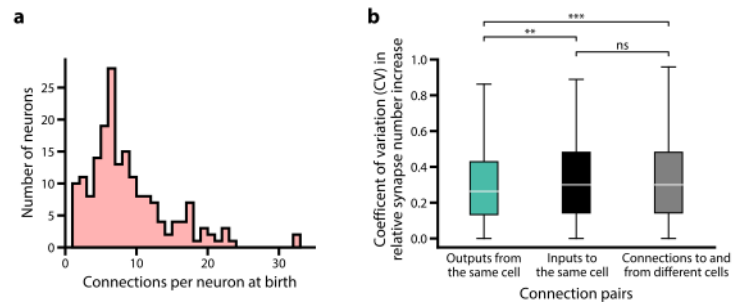 a
Number of neurons
25
20
15
10
5
0
0
10
20
30
Connections per neuron at birth
b
Coefficent of variation (CV) in
relative synapse number increase
***
**
ns
1.0
0.8
0.6
0.4
0.2
0.0
Outputs from
the same cell
Inputs to
the same cell
Connections to and
from different cells
Connection pairs